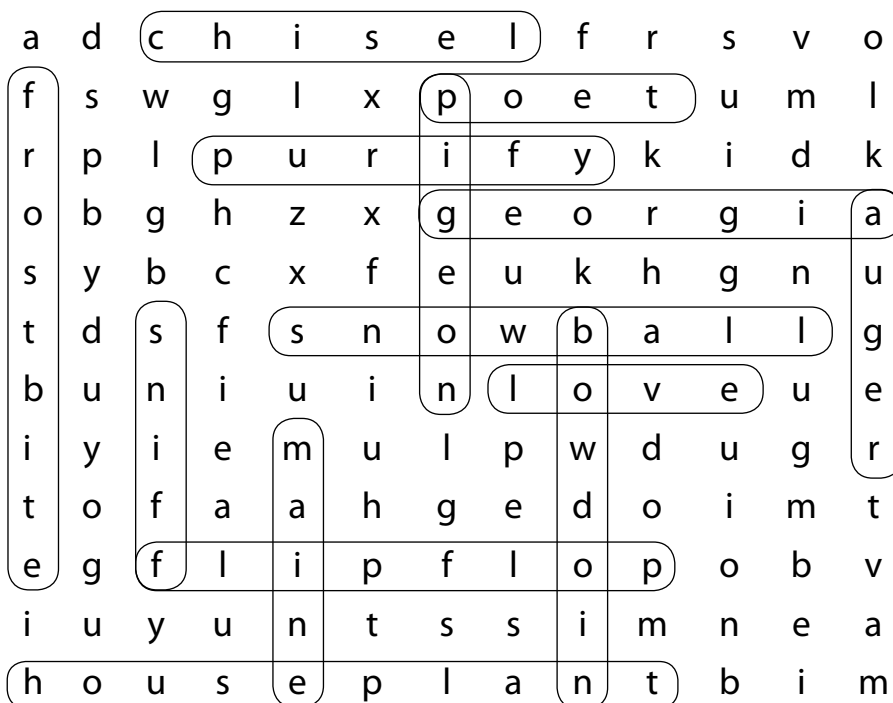 a d c h i s e l f r s v o
f s w g l x p o e t u m l
r p l p u r i f y k i d k
o b g h z x g e o r g i a
s y b c x f e u k h g n u
t d s f s n o w b a l l g
b u n i u i n l o v e u e
i y i e m u l p w d u g r
t o f a a h g e d o i m t
e g f l i p f l o p o b v
i u y u n t s s i m n e a
h o u s e p l a n t b i m